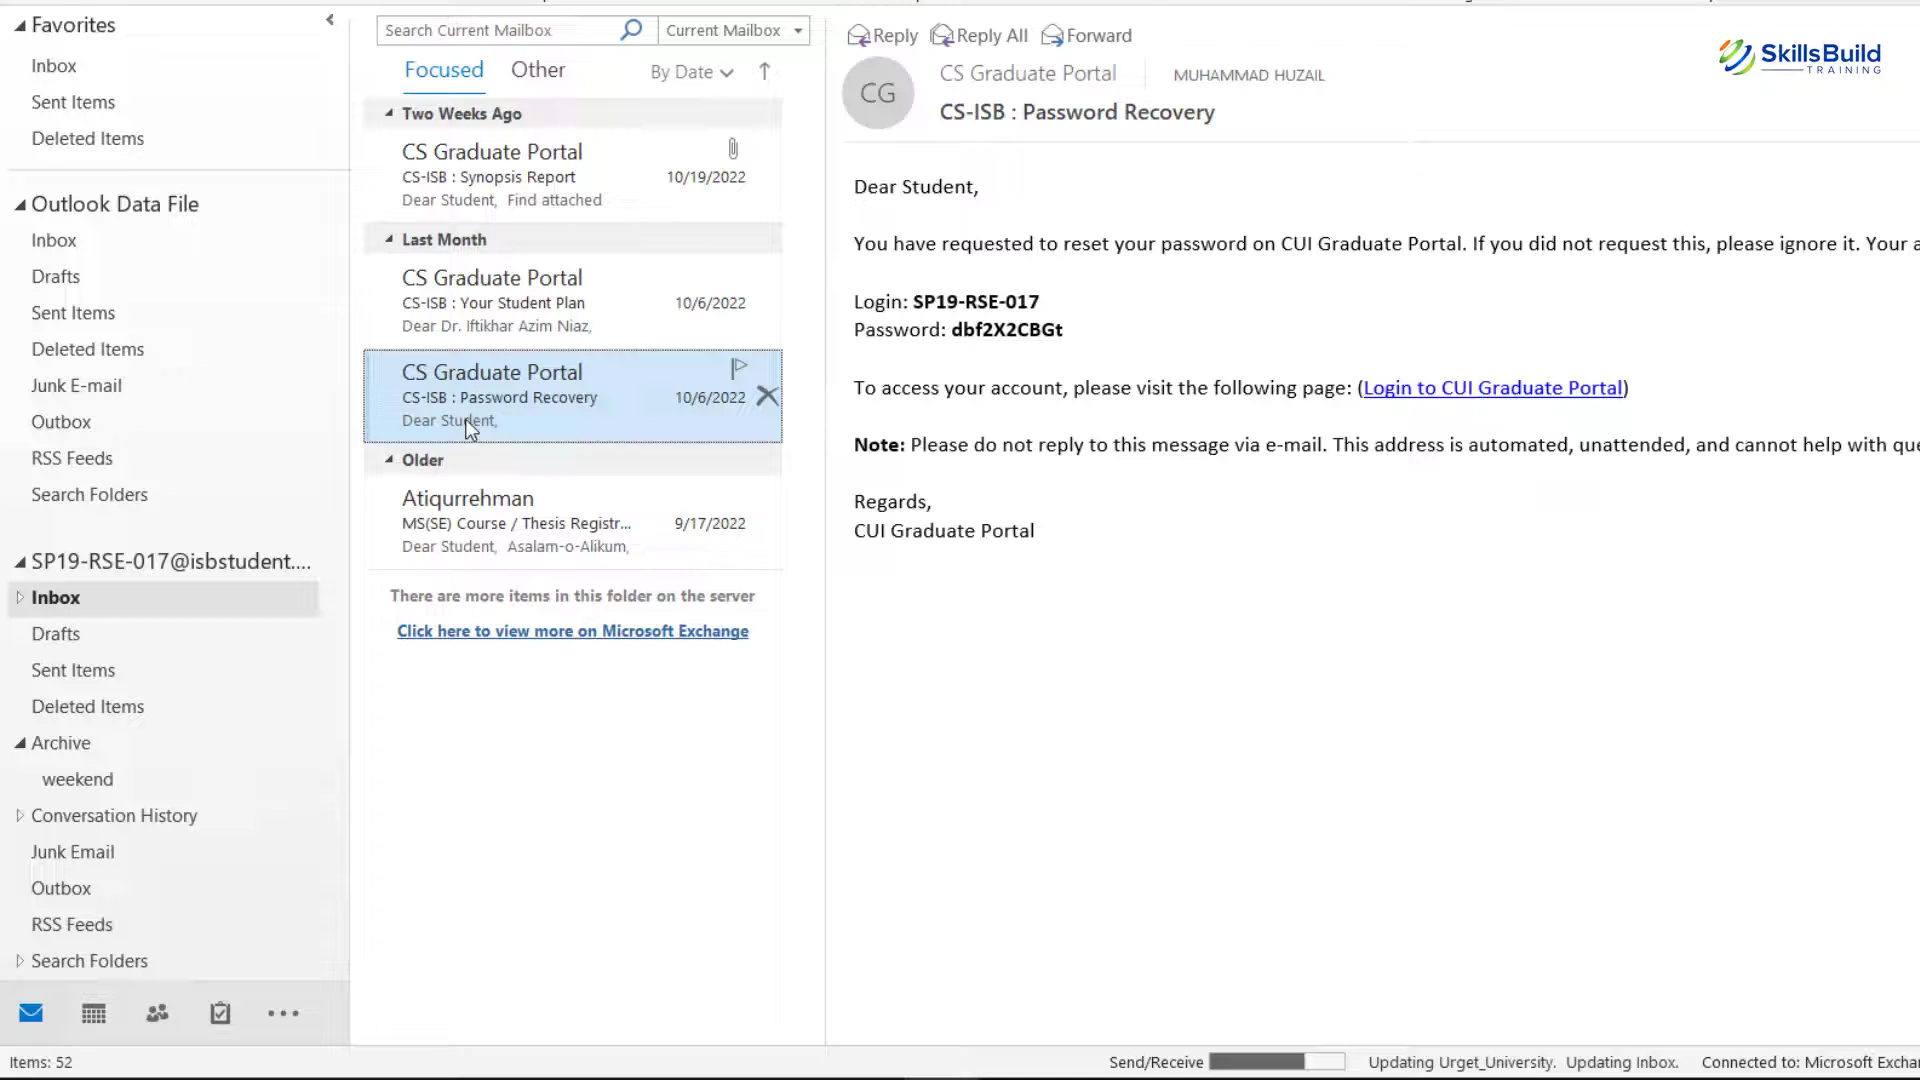 Favorites
Inbox
Sent Items
Deleted Items
Outlook Data File
Inbox
Drafts
Sent Items
Deleted Items
Junk E-mail
Outbox
RSS Feeds
Search Folders
SP19-RSE-017@isbstudent....
Inbox
Drafts
Sent Items
Deleted Items
Archive
weekend
Conversation History
Junk Email
Outbox
RSS Feeds
Search Folders
Items: 52
Search Current Mailbox
Current Mailbox
Focused Other By Date
Two Weeks Ago
CS Graduate Portal
CS-ISB : Synopsis Report 10/19/2022
Dear Student, Find attached
Last Month
CS Graduate Portal
CS-ISB : Your Student Plan 10/6/2022
Dear Dr. Iftikhar Azim Niaz,
CS Graduate Portal
CS-ISB : Password Recovery 10/6/2022
Dear Student,
Older
Atiqurrehman
MS(SE) Course / Thesis Registr... 9/17/2022
Dear Student, Asalam-o-Alikum,
There are more items in this folder on the server
Click here to view more on Microsoft Exchange
Reply Reply All Forward
CG
CS Graduate Portal MUHAMMAD HUZAIL
CS-ISB : Password Recovery
SkillsBuild
TRAINING
Dear Student,
You have requested to reset your password on CUI Graduate Portal. If you did not request this, please ignore it. Your a
Login: SP19-RSE-017
Password: dbf2X2CBGt
To access your account, please visit the following page: (Login to CUI Graduate Portal)
Note: Please do not reply to this message via e-mail. This address is automated, unattended, and cannot help with que
Regards,
CUI Graduate Portal
Send/Receive Updating Urget_University. Updating Inbox. Connected to: Microsoft Exchan